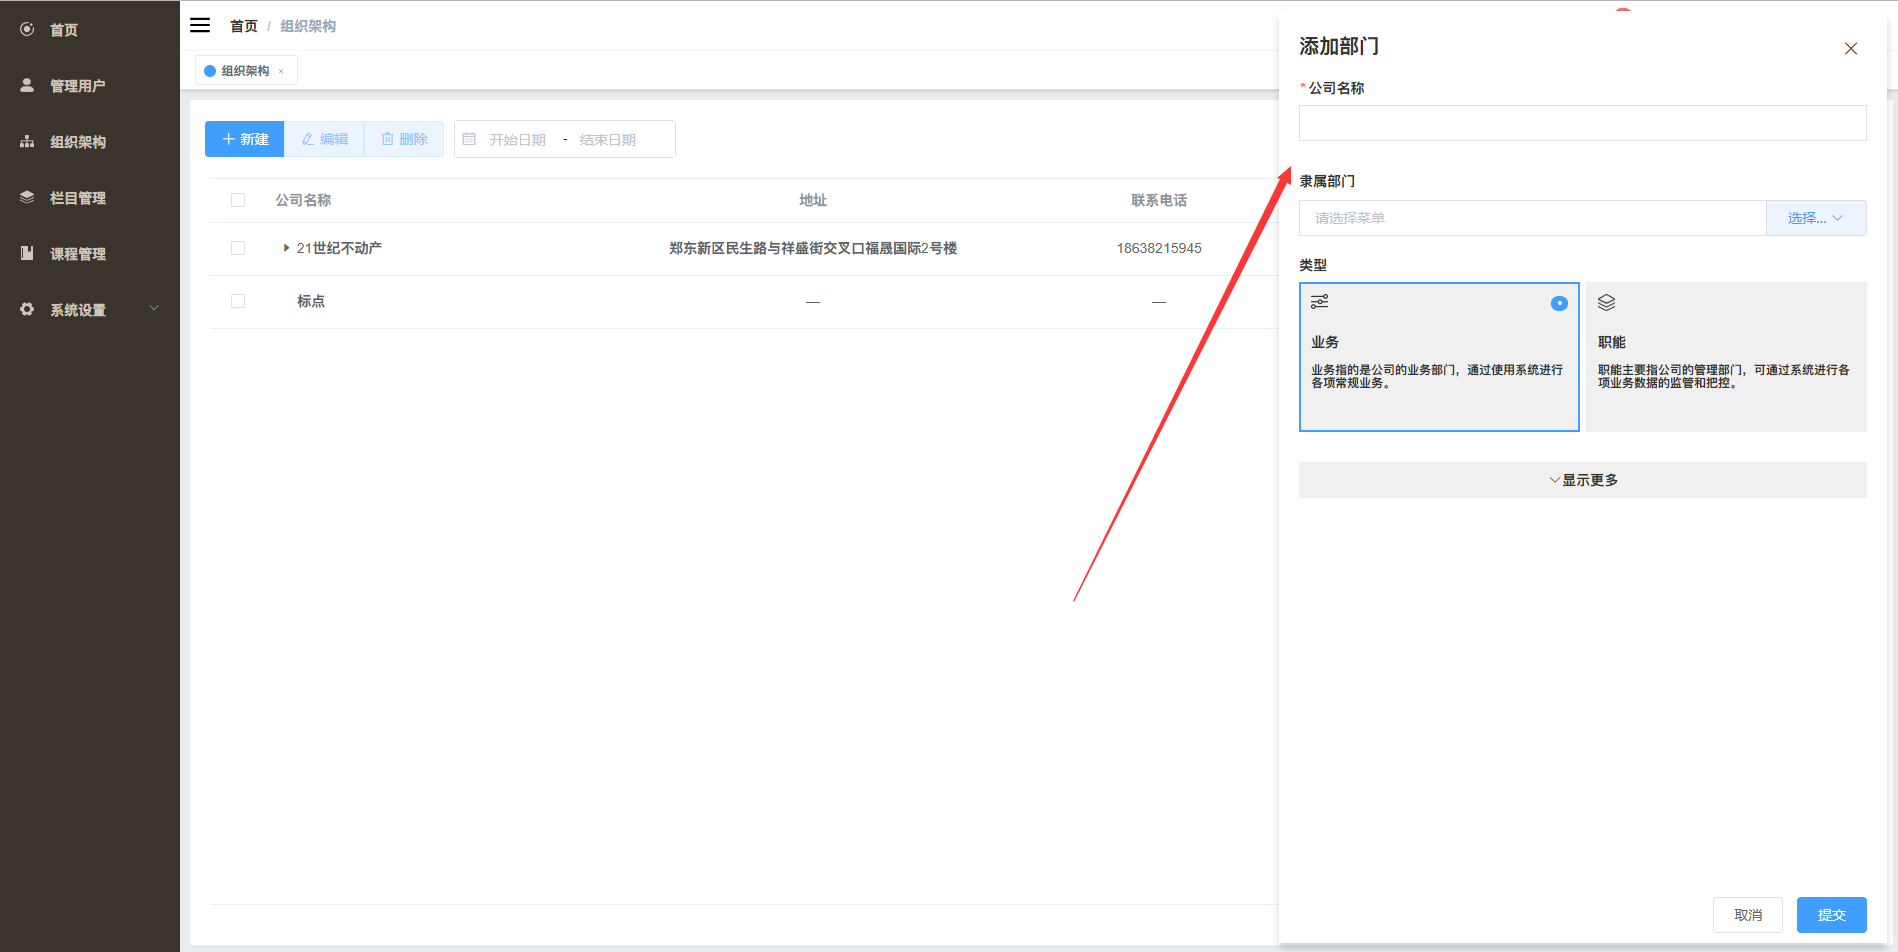 首页
管理用户
组织架构
栏目管理
课程管理
系统设置
首页 / 组织架构
组织架构 ×
新建 编辑 删除 开始日期 - 结束日期
公司名称 地址 联系电话
21世纪不动产 郑东新区民生路与祥盛街交叉口福晟国际2号楼 18638215945
标点 — —
添加部门
* 公司名称
隶属部门
请选择菜单 选择...
类型
业务
业务指的是公司的业务部门，通过使用系统进行
各项常规业务。
职能
职能主要指公司的管理部门，可通过系统进行各
项业务数据的监管和把控。
显示更多
取消 提交